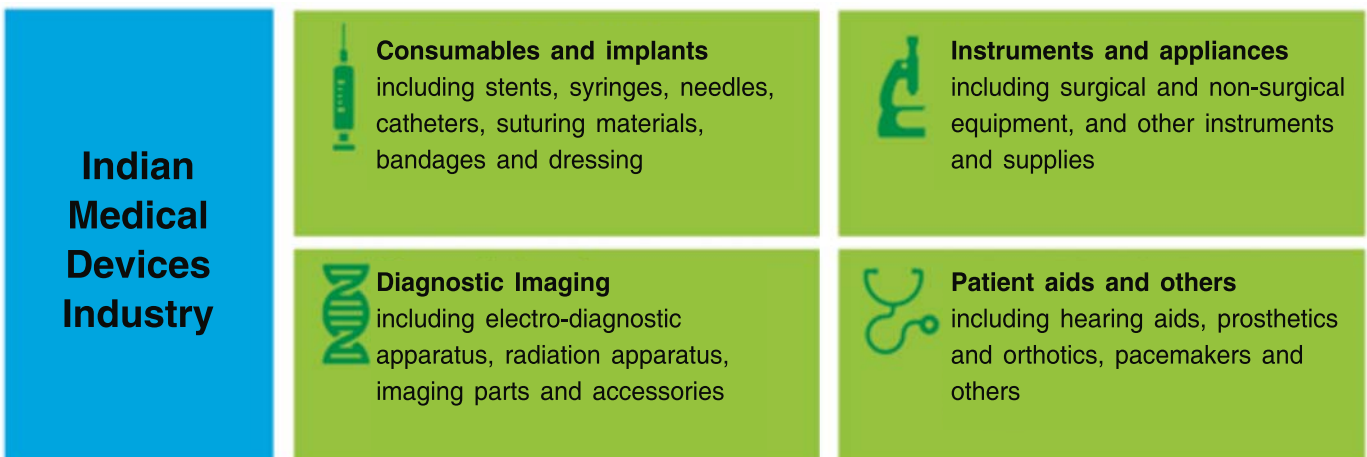 Indian
Medical
Devices
Industry
Consumables and implants
including stents, syringes, needles,
catheters, suturing materials,
bandages and dressing
Instruments and appliances
including surgical and non-surgical
equipment, and other instruments
and supplies
Diagnostic Imaging
including electro-diagnostic
apparatus, radiation apparatus,
imaging parts and accessories
Patient aids and others
including hearing aids, prosthetics
and orthotics, pacemakers and
others